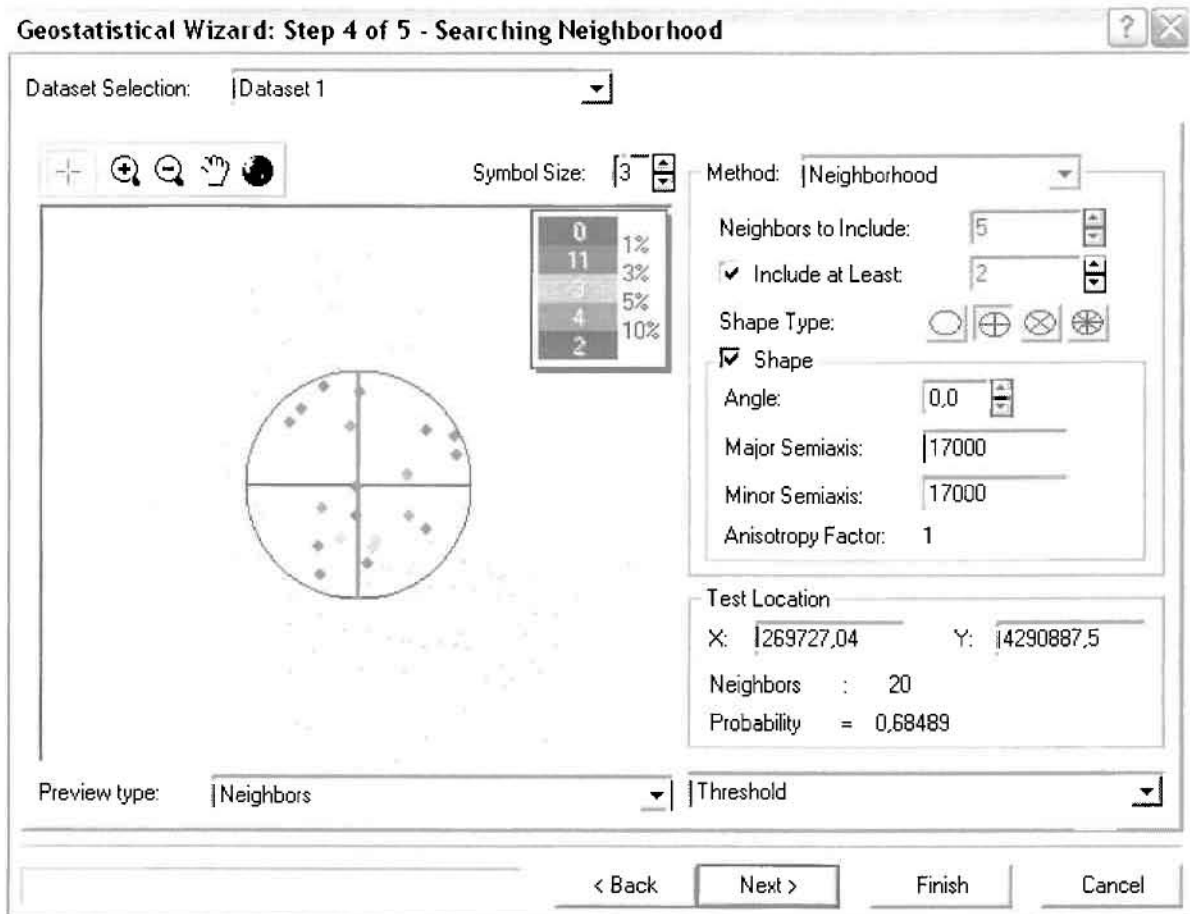 Geostatistical Wizard: Step 4 of 5 - Searching Neighborhood
Dataset Selection: Dataset 1
Symbol Size: 3
Method: Neighborhood
0
11
4
2
1%
3%
5%
10%
Neighbors to Include: 5
Include at Least: 2
Shape Type:
Shape
Angle: 0,0
Major Semiaxis: 17000
Minor Semiaxis: 17000
Anisotropy Factor: 1
Test Location
X: 269727,04 Y: 4290887,5
Neighbors : 20
Probability = 0,68489
Preview type: Neighbors
Threshold
< Back Next > Finish Cancel